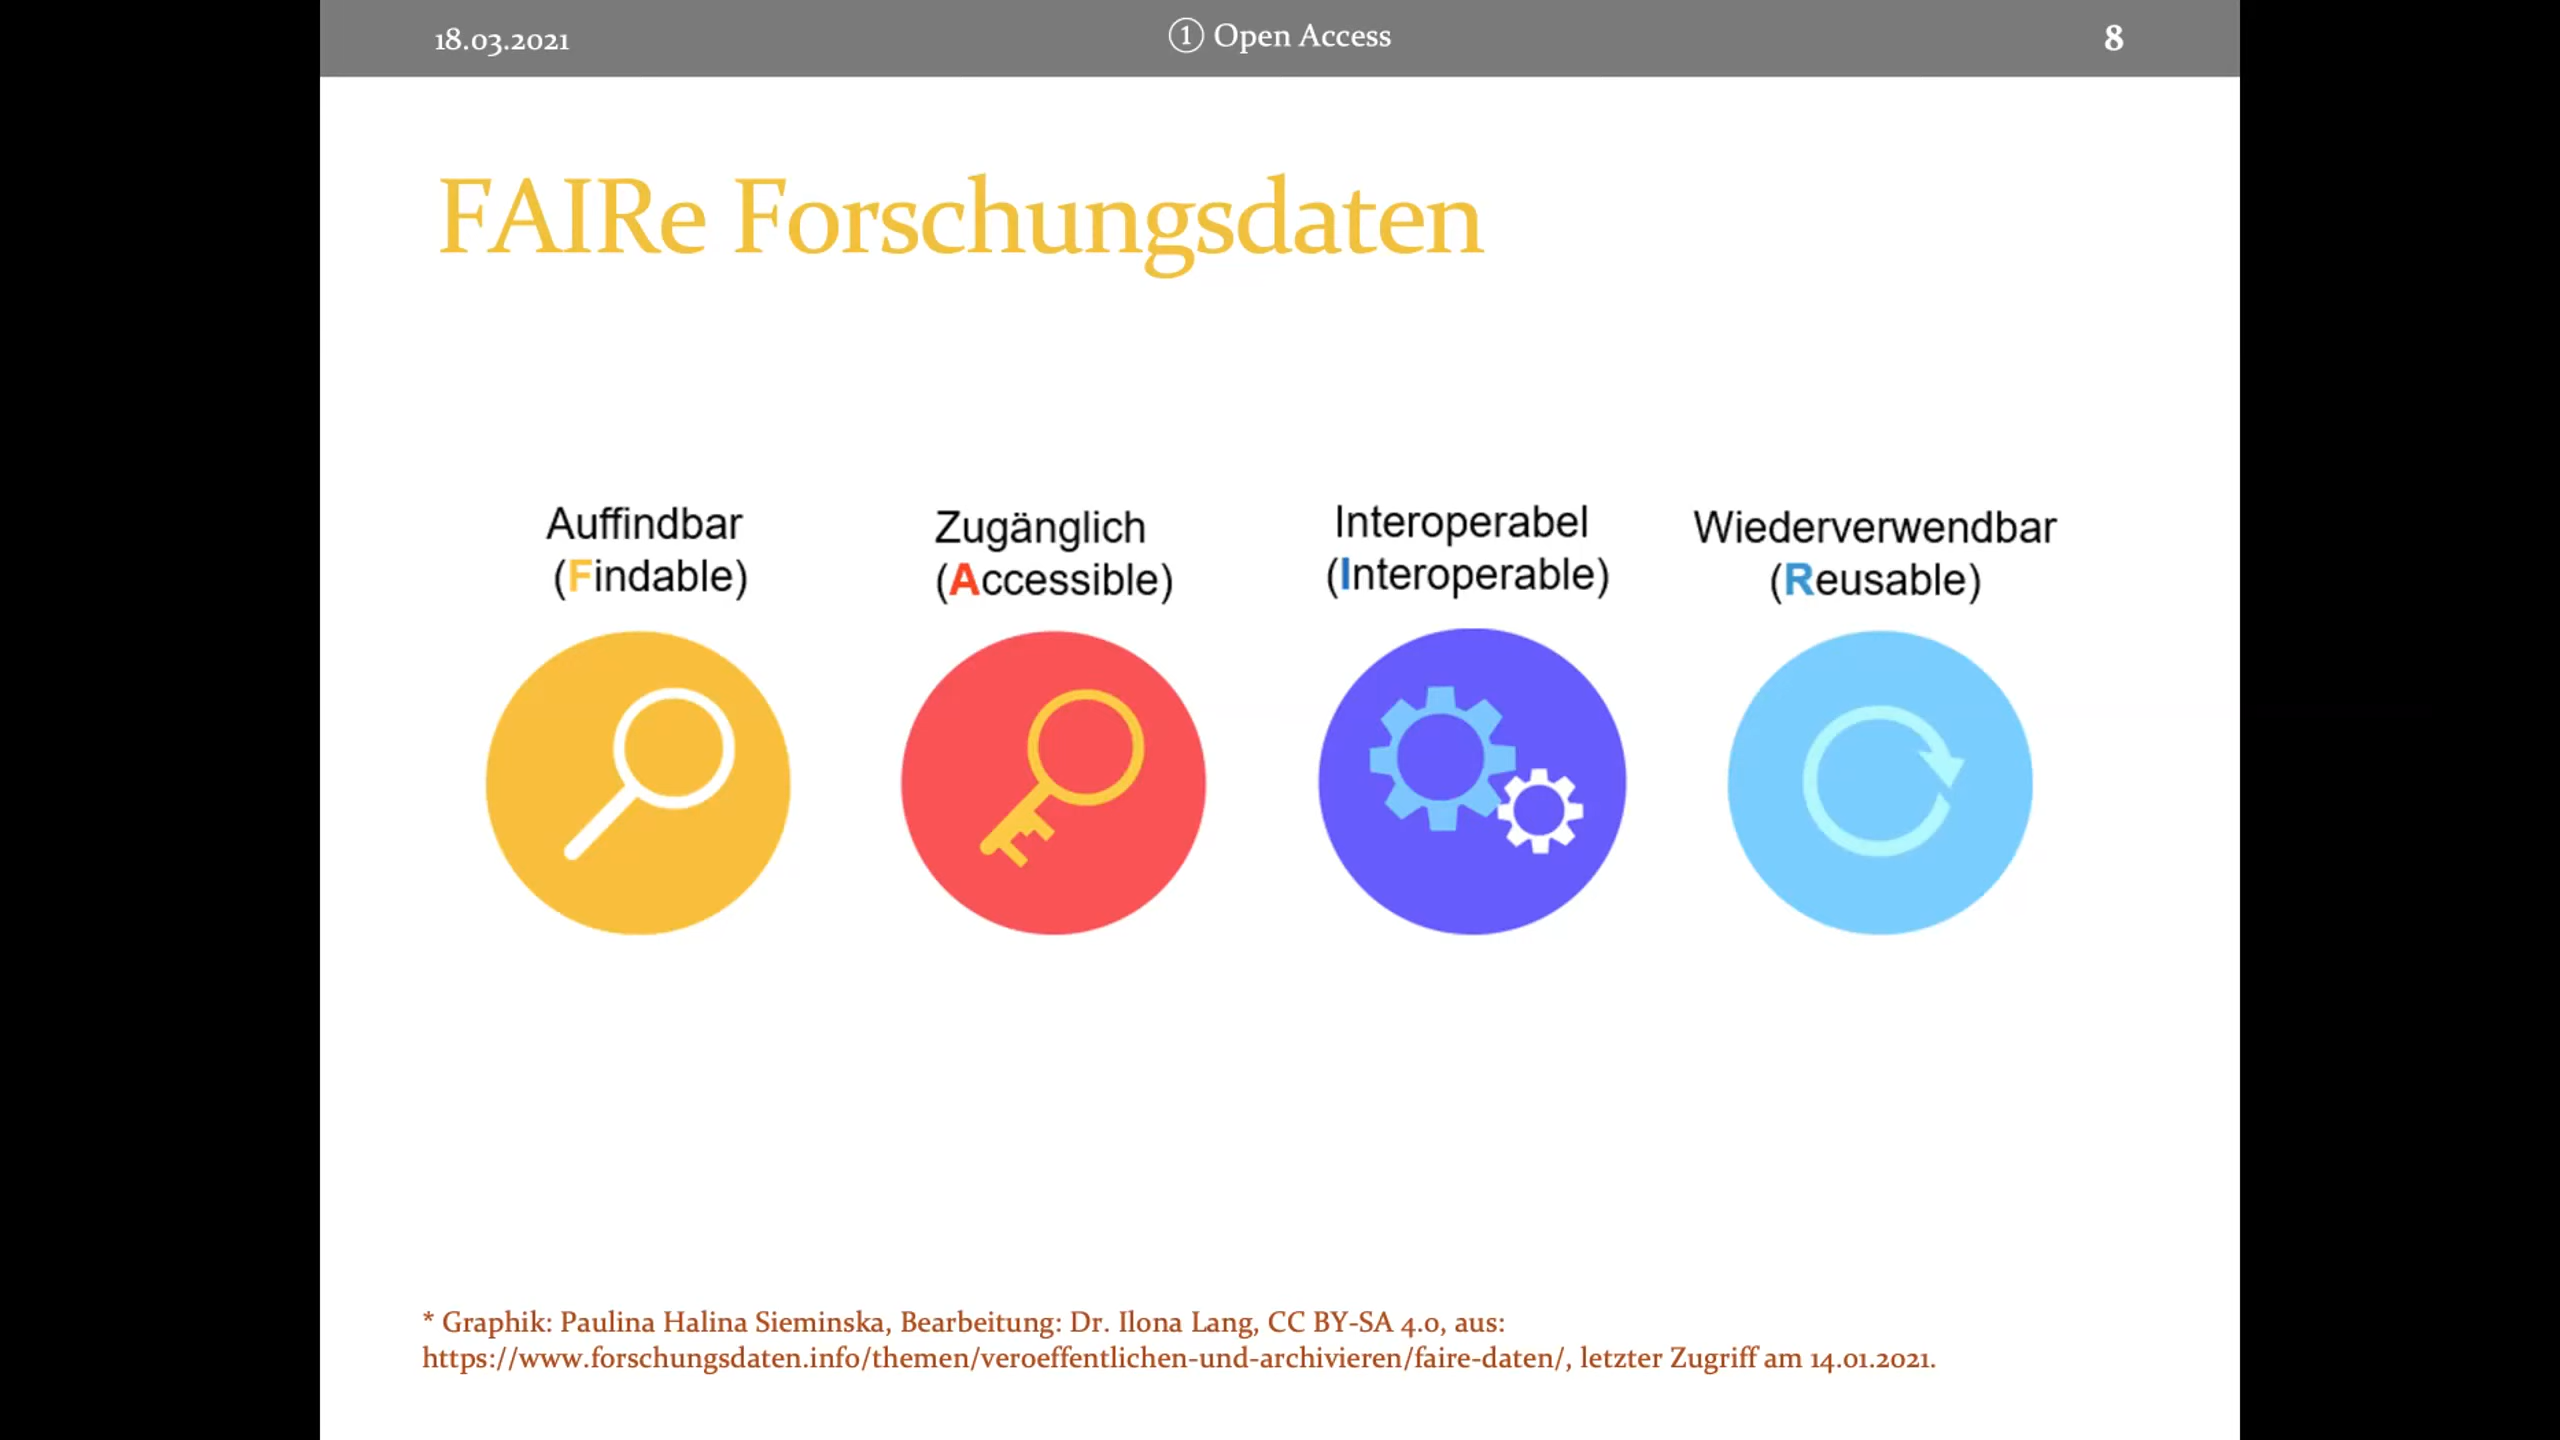 18.03.2021
① Open Access
8
FAIRe Forschungsdaten
Auffindbar
(Findable)
Zugänglich
(Accessible)
Interoperabel
(Interoperable)
Wiederverwendbar
(Reusable)
* Graphik: Paulina Halina Sieminska, Bearbeitung: Dr. Ilona Lang, CC BY-SA 4.0, aus:
https://www.forschungsdaten.info/themen/veroeffentlichen-und-archivieren/faire-daten/, letzter Zugriff am 14.01.2021.